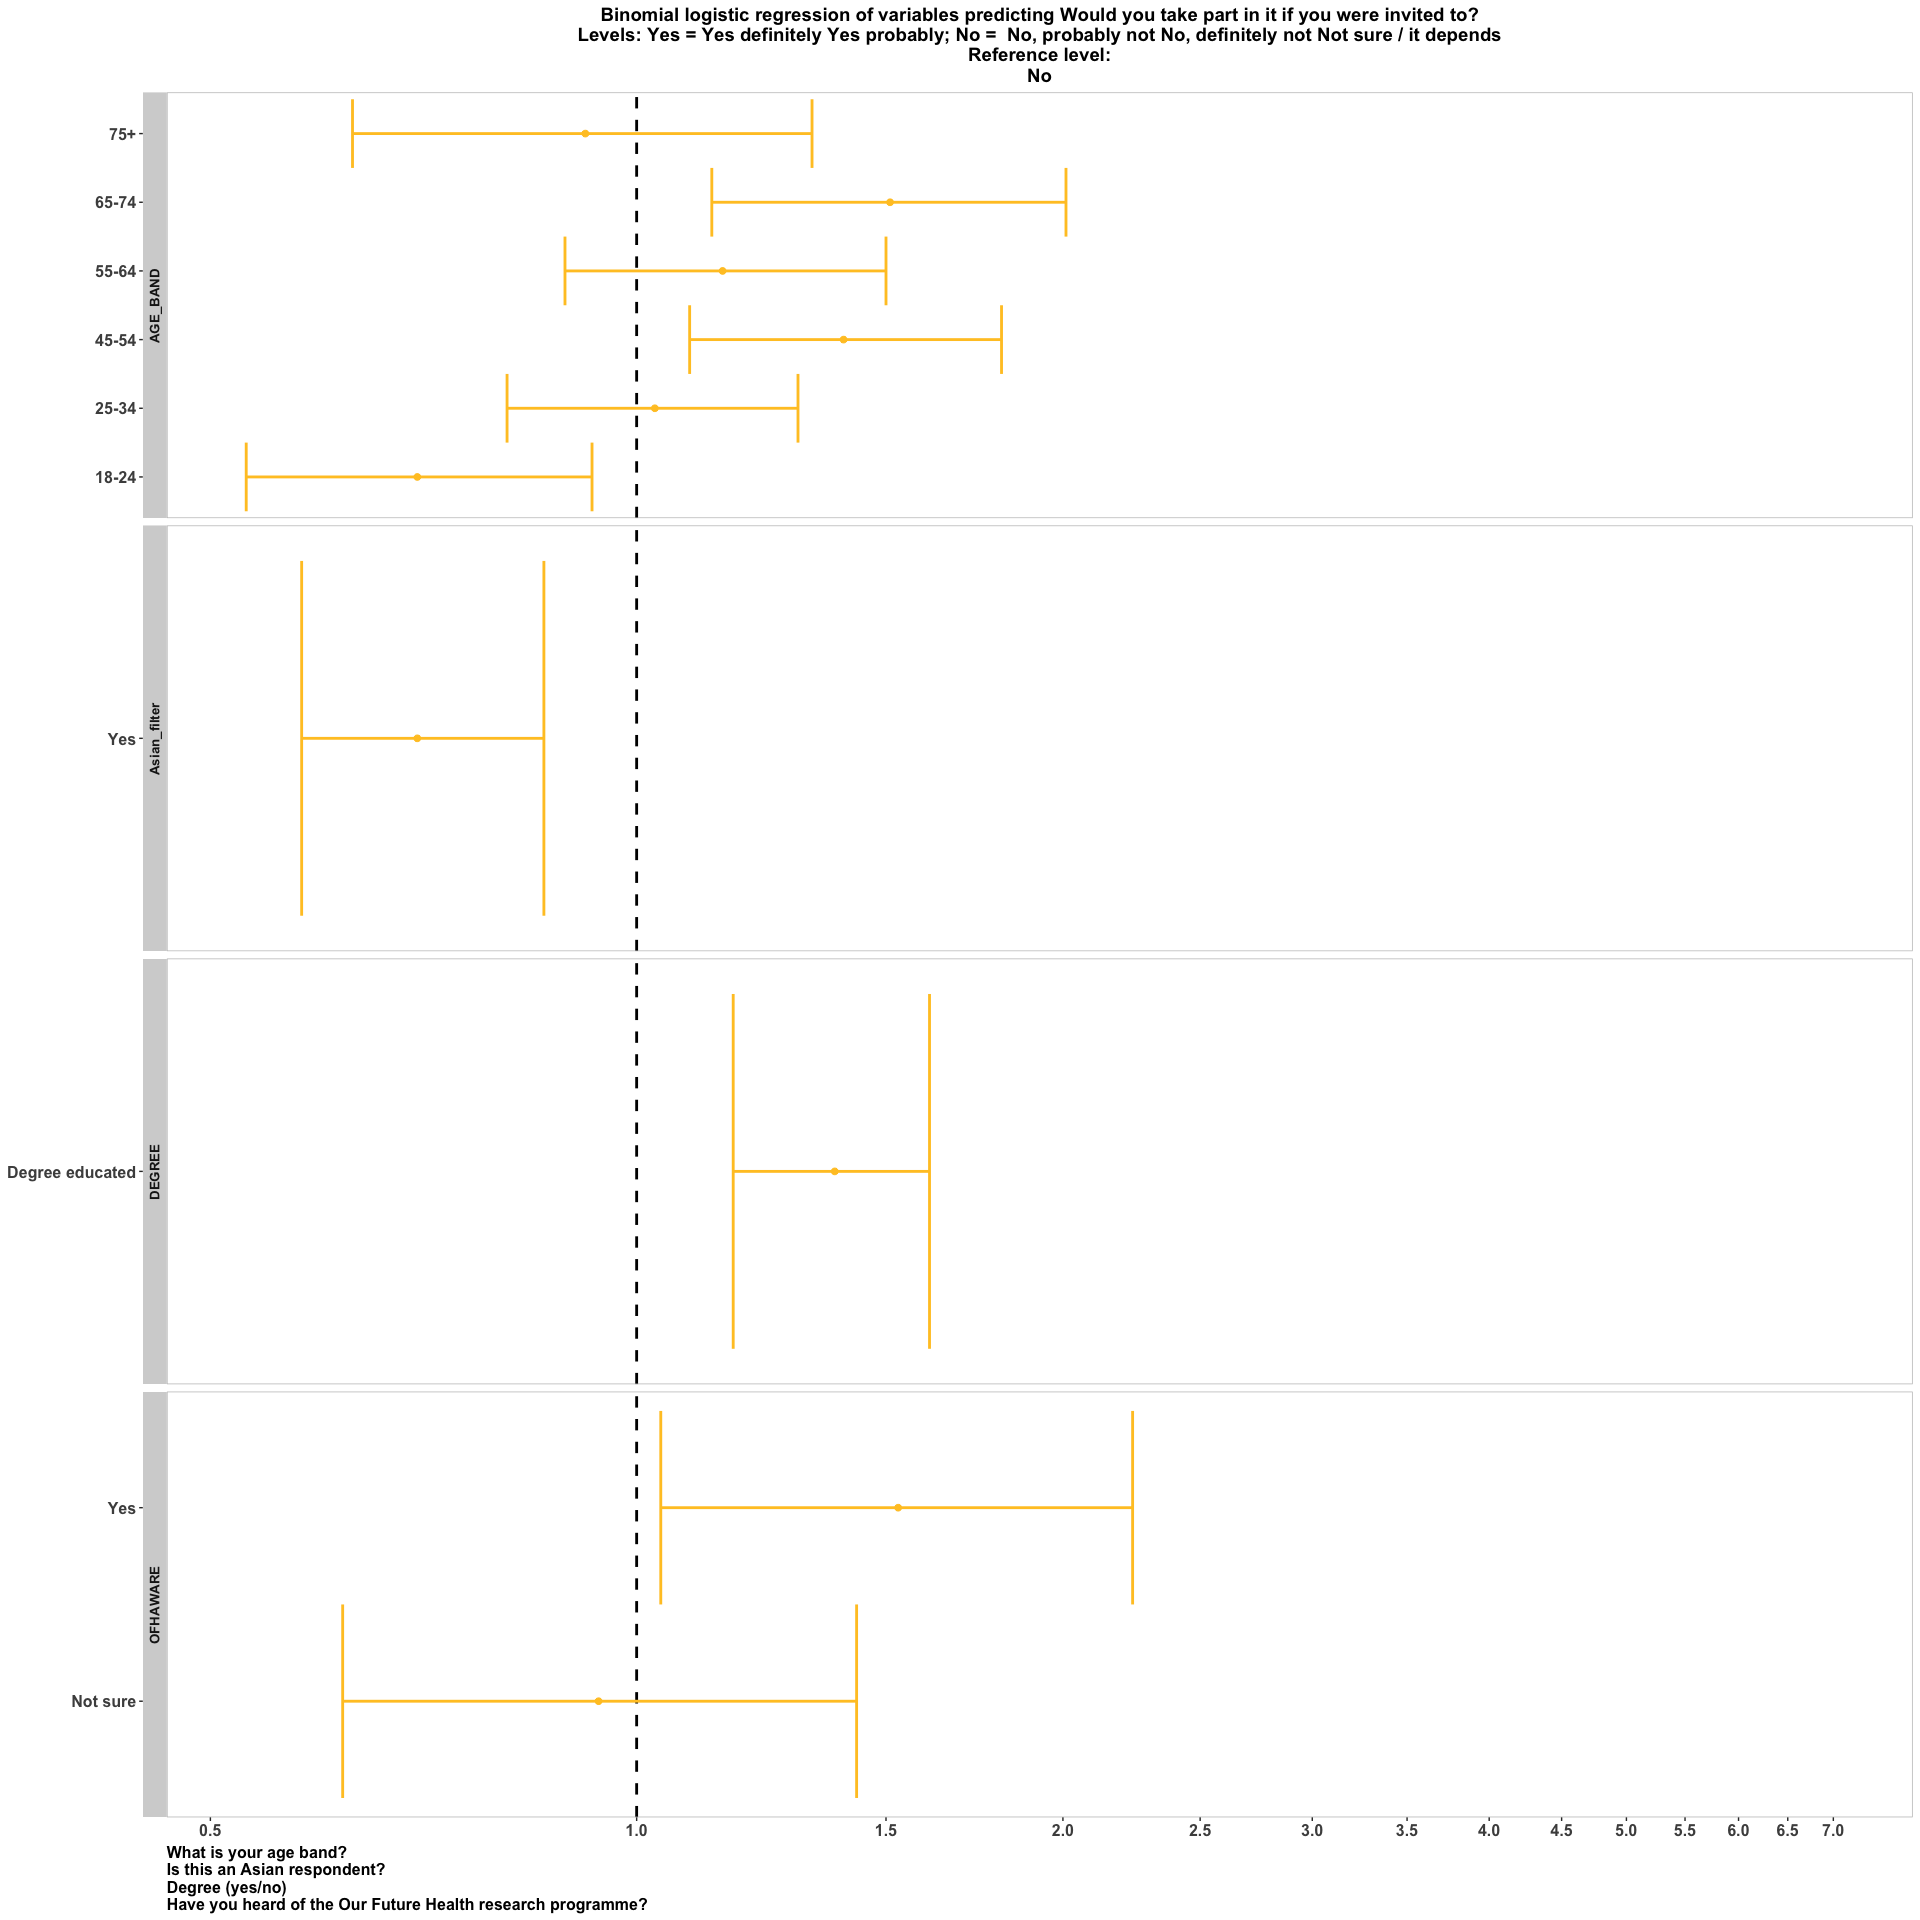 Binomial logistic regression of variables predicting Would you take part in it if you were invited to?
Levels: Yes = Yes definitely Yes probably; No =  No, probably not No, definitely not Not sure / it depends
Reference level:
No
AGE_BAND
75+
65-74
55-64
45-54
25-34
18-24
Asian_filter
Yes
DEGREE
Degree educated
OFHAWARE
Yes
Not sure
0.5 1.0 1.5 2.0 2.5 3.0 3.5 4.0 4.5 5.0 5.5 6.0 6.5 7.0
What is your age band?
Is this an Asian respondent?
Degree (yes/no)
Have you heard of the Our Future Health research programme?